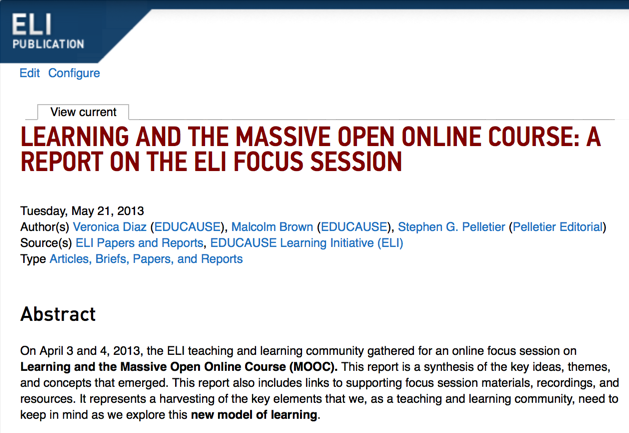 ELI
PUBLICATION
Edit Configure
View current
LEARNING AND THE MASSIVE OPEN ONLINE COURSE: A
REPORT ON THE ELI FOCUS SESSION
Tuesday, May 21, 2013
Author(s) Veronica Diaz (EDUCAUSE), Malcolm Brown (EDUCAUSE), Stephen G. Pelletier (Pelletier Editorial)
Source(s) ELI Papers and Reports, EDUCAUSE Learning Initiative (ELI)
Type Articles, Briefs, Papers, and Reports
Abstract
On April 3 and 4, 2013, the ELI teaching and learning community gathered for an online focus session on
Learning and the Massive Open Online Course (MOOC). This report is a synthesis of the key ideas, themes,
and concepts that emerged. This report also includes links to supporting focus session materials, recordings, and
resources. It represents a harvesting of the key elements that we, as a teaching and learning community, need to
keep in mind as we explore this new model of learning.